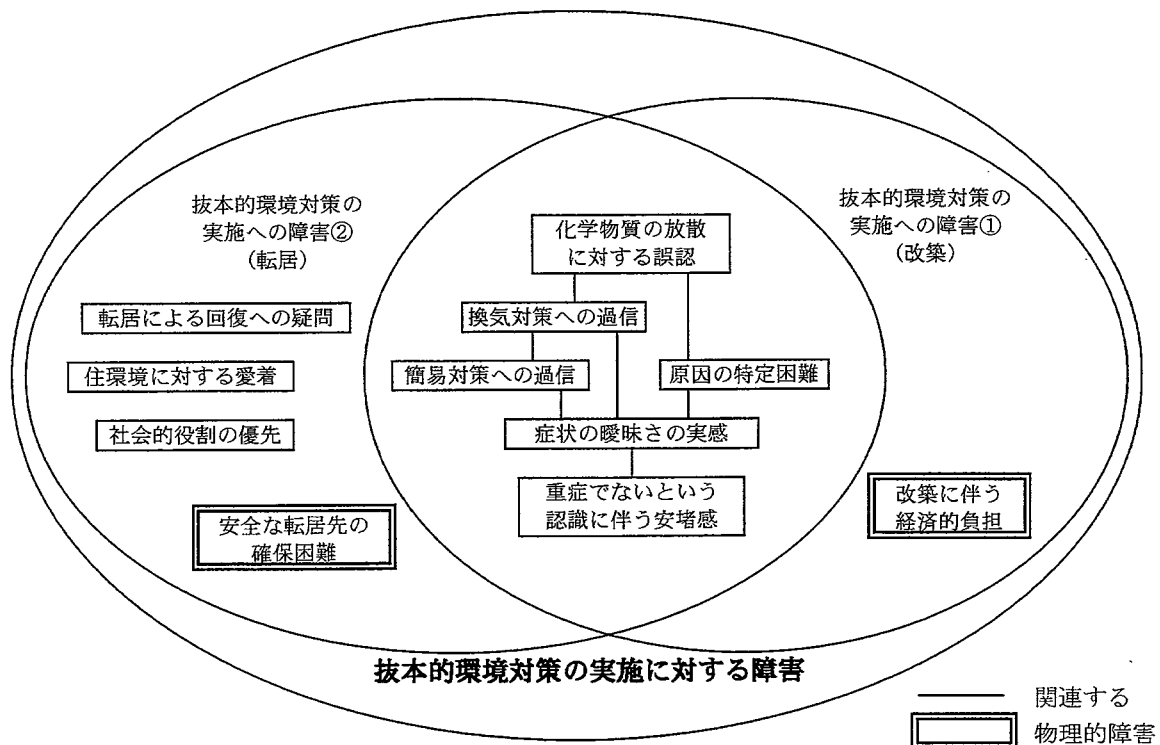 抜本的環境対策の
実施への障害②
(転居)
転居による回復への疑問
住環境に対する愛着
社会的役割の優先
安全な転居先の
確保困難
化学物質の放散
に対する誤認
換気対策への過信
簡易対策への過信
原因の特定困難
症状の曖昧さの実感
重症でないという
認識に伴う安堵感
抜本的環境対策の
実施への障害①
(改築)
改築に伴う
経済的負担
抜本的環境対策の実施に対する障害
関連する
物理的障害